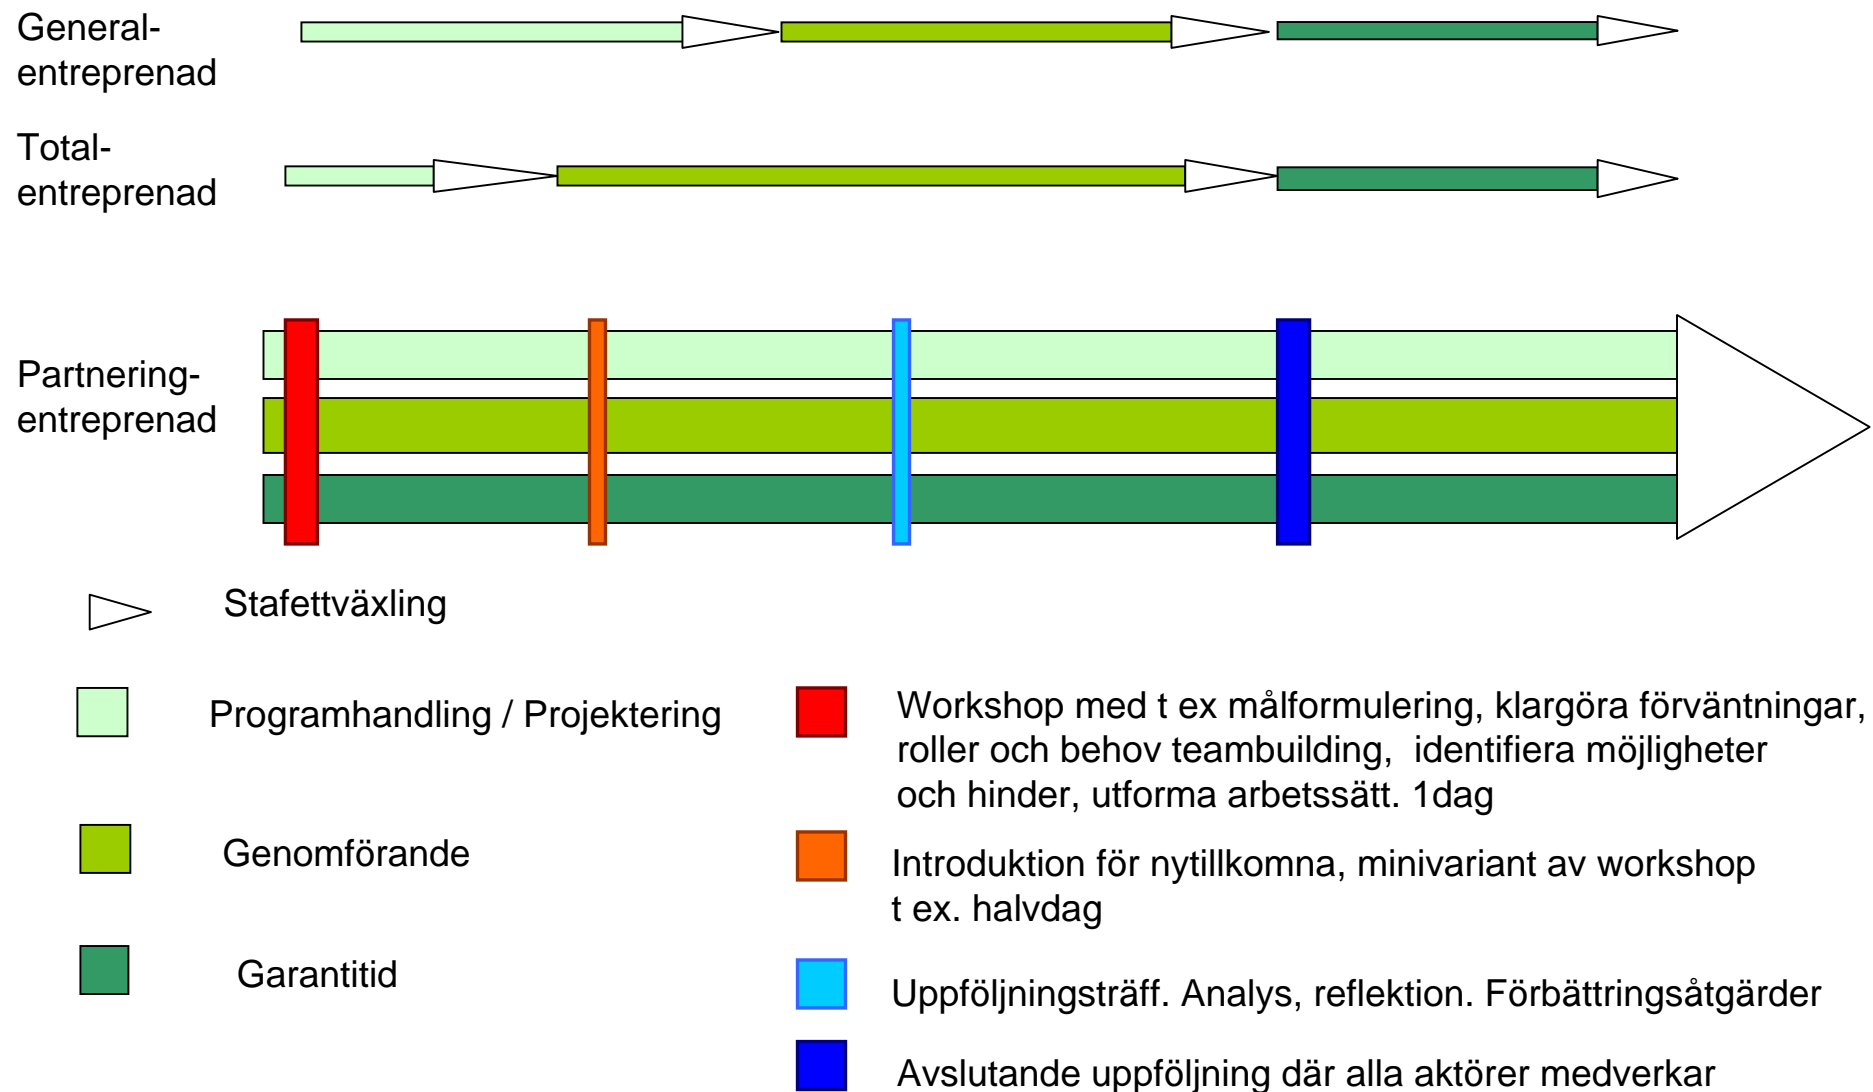 General-
entreprenad
Total-
entreprenad
Partnering-
entreprenad
Stafettväxling
Programhandling / Projektering
Genomförande
Garantitid
Workshop med t ex målformulering, klargöra förväntningar,
roller och behov teambuilding,  identifiera möjligheter
och hinder, utforma arbetssätt. 1dag
Introduktion för nytillkomna, minivariant av workshop
t ex. halvdag
Uppföljningsträff. Analys, reflektion. Förbättringsåtgärder
Avslutande uppföljning där alla aktörer medverkar